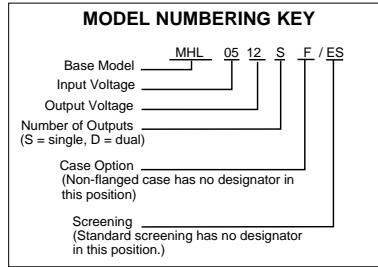 MODEL NUMBERING KEY
MHL 05 12 S F / ES
Base Model
Input Voltage
Output Voltage
Number of Outputs
(S = single, D = dual)
Case Option
(Non-flanged case has no designator in
this position)
Screening
(Standard screening has no designator
in this position.)